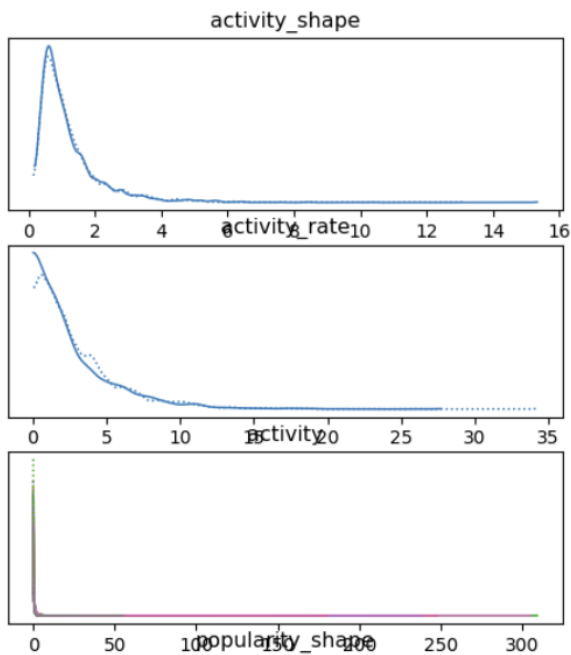 activity_shape
0 2 4 6 8 10 12 14 16
activity_rate
0 5 10 15 20 25 30 35
activity
0 50 100 150 200 250 300
popularity_shape